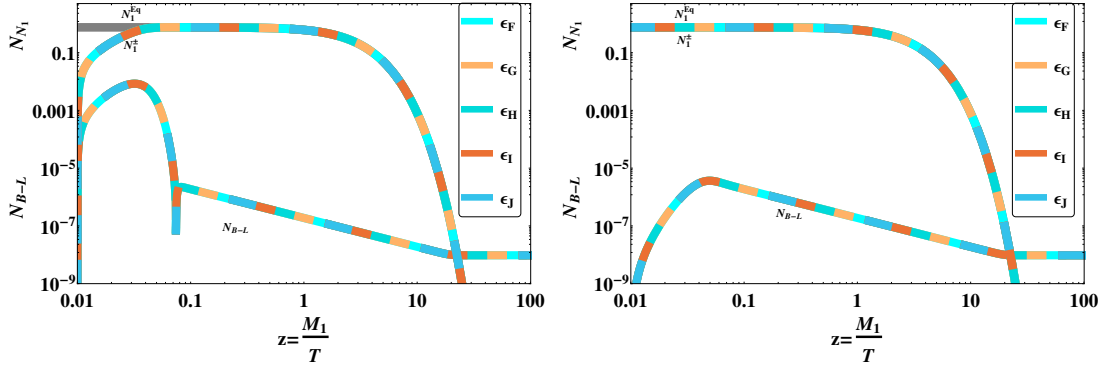 N_{N_1}
N_{B-L}
0.1
0.001
10^{-5}
10^{-7}
10^{-9}
N_1^{Eq}
N_1^±
N_{B-L}
ϵ_F
ϵ_G
ϵ_H
ϵ_I
ϵ_J
0.01 0.1 1 10 100
z=M_1/T
N_{N_1}
N_{B-L}
0.1
0.001
10^{-5}
10^{-7}
10^{-9}
N_1^{Eq}
N_1^±
N_{B-L}
ϵ_F
ϵ_G
ϵ_H
ϵ_I
ϵ_J
0.01 0.1 1 10 100
z=M_1/T